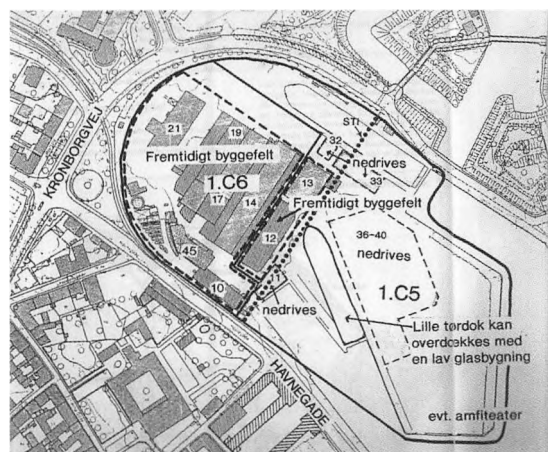 KRONBORGVEJ
21
19
Fremtidigt byggefelt
1.C6
17
14
45
10
STI
32
nedrives
33
13
Fremtidigt byggefelt
12
36-40
nedrives
1.C5
nedrives
Lille tørdok kan
overdækkes med
en lav glasbygning
HAVNEGADE
evt. amfiteater